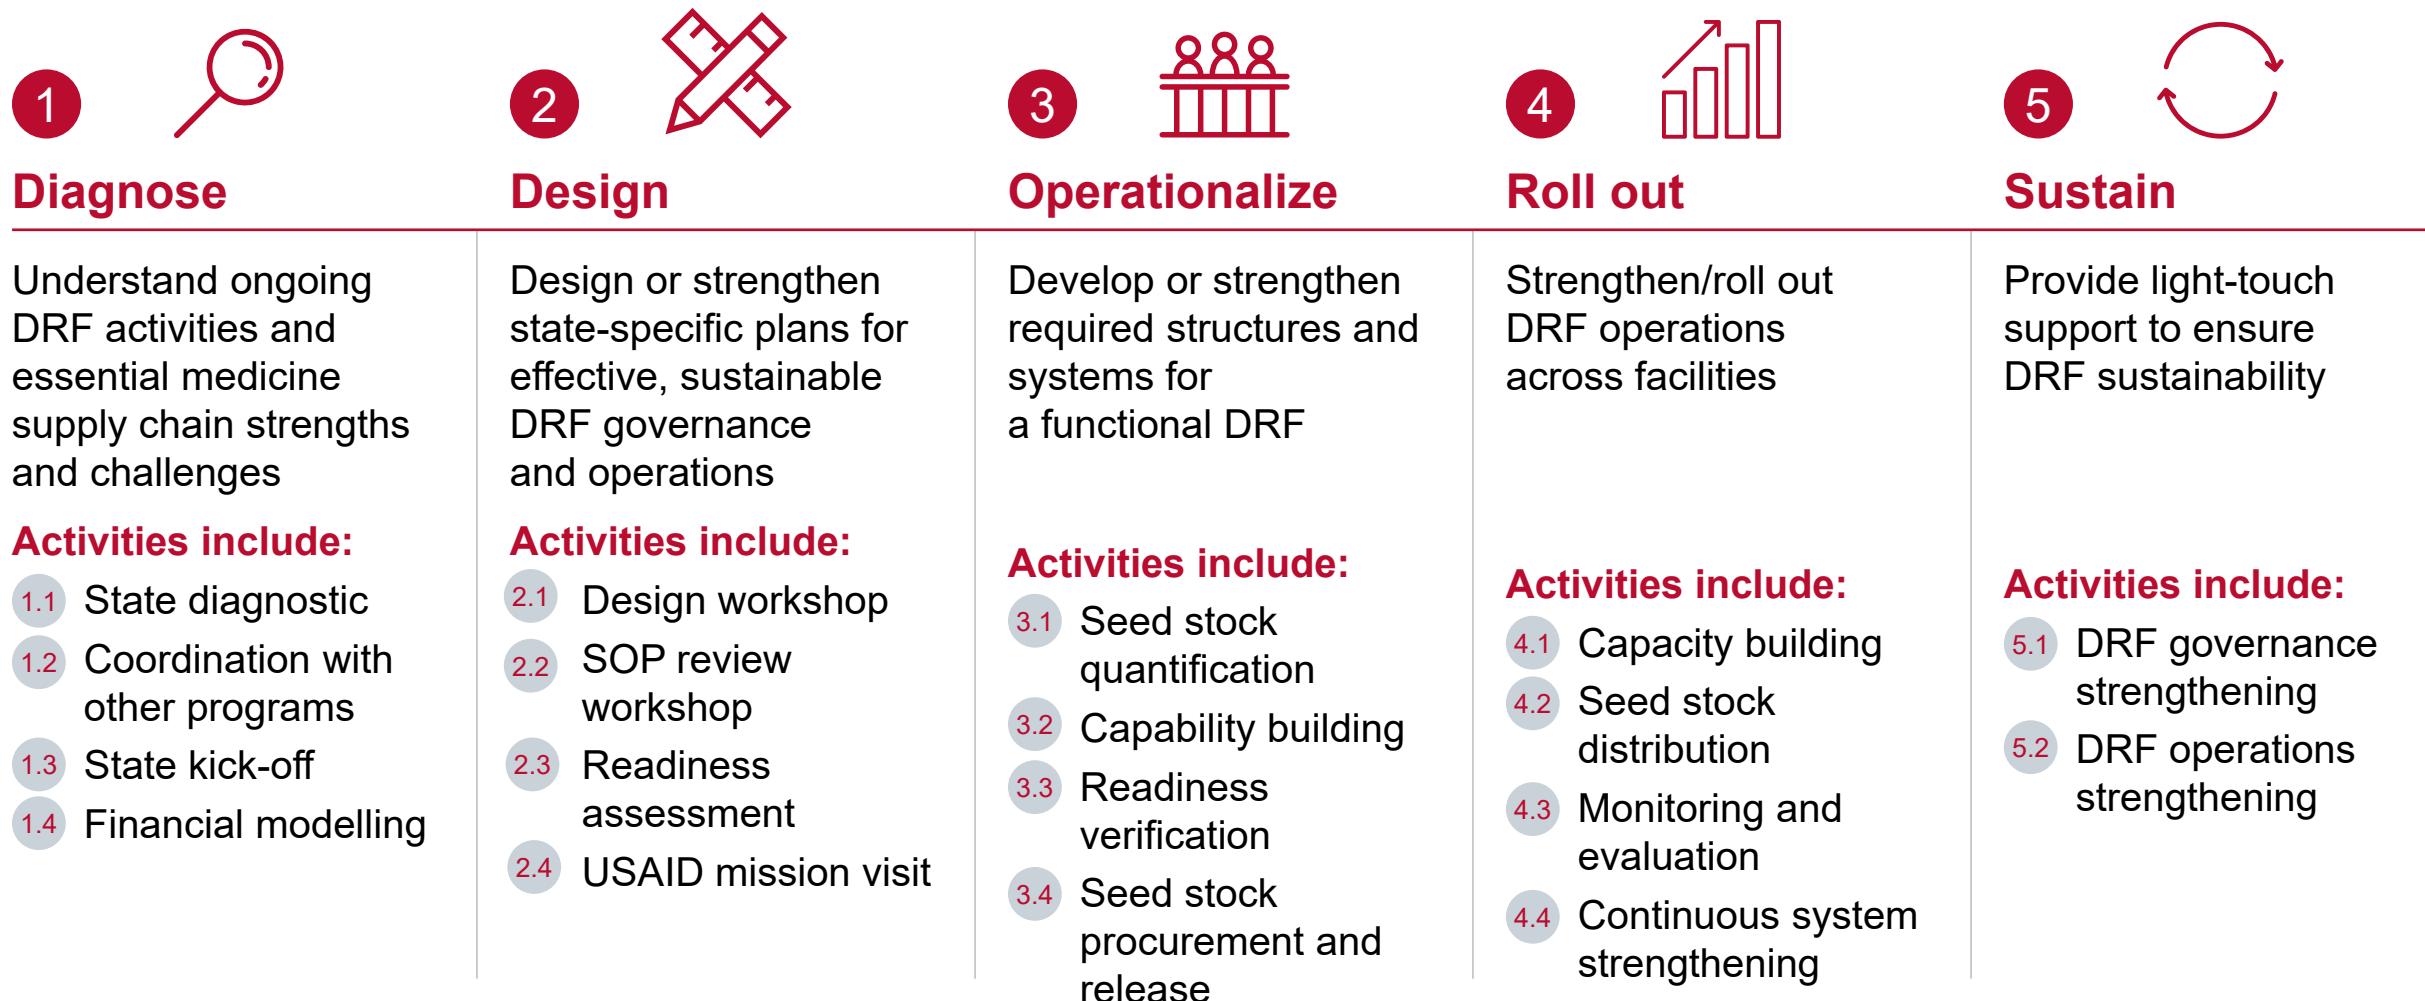 1
Diagnose
Understand ongoing
DRF activities and
essential medicine
supply chain strengths
and challenges
Activities include:
1.1 State diagnostic
1.2 Coordination with
other programs
1.3 State kick-off
1.4 Financial modelling
2
Design
Design or strengthen
state-specific plans for
effective, sustainable
DRF governance
and operations
Activities include:
2.1 Design workshop
2.2 SOP review
workshop
2.3 Readiness
assessment
2.4 USAID mission visit
3
Operationalize
Develop or strengthen
required structures and
systems for
a functional DRF
Activities include:
3.1 Seed stock
quantification
3.2 Capability building
3.3 Readiness
verification
3.4 Seed stock
procurement and
release
4
Roll out
Strengthen/roll out
DRF operations
across facilities
Activities include:
4.1 Capacity building
4.2 Seed stock
distribution
4.3 Monitoring and
evaluation
4.4 Continuous system
strengthening
5
Sustain
Provide light-touch
support to ensure
DRF sustainability
Activities include:
5.1 DRF governance
strengthening
5.2 DRF operations
strengthening